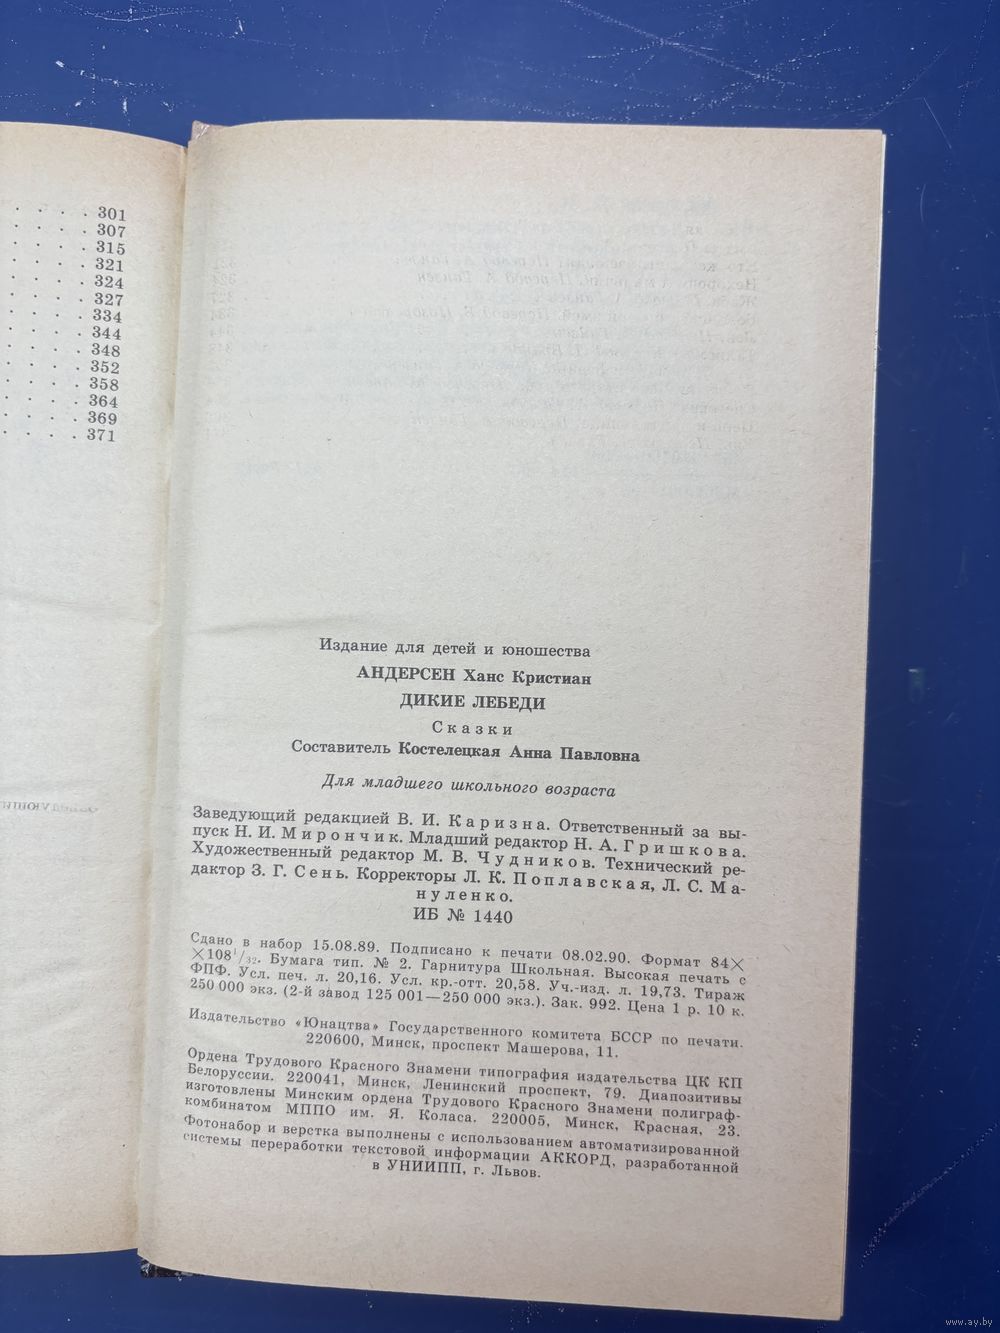 301
307
315
321
324
327
334
344
348
352
358
364
369
371
Издание для детей и юношества
АНДЕРСЕН Ханс Кристиан
ДИКИЕ ЛЕБЕДИ
Сказки
Составитель Костелецкая Анна Павловна
Для младшего школьного возраста
Заведующий редакцией В. И. Каризна. Ответственный за вы-
пуск Н. И. Мирончик. Младший редактор Н. А. Гришкова.
Художественный редактор М. В. Чудников. Технический ре-
дактор З. Г. Сень. Корректоры Л. К. Поплавская, Л. С. Ма-
нуленко.
ИБ № 1440
Сдано в набор 15.08.89. Подписано к печати 08.02.90. Формат 84×
×108¹/₃₂. Бумага тип. № 2. Гарнитура Школьная. Высокая печать с
ФПФ. Усл. печ. л. 20,16. Усл. кр.-отт. 20,58. Уч.-изд. л. 19,73. Тираж
250 000 экз. (2-й завод 125 001—250 000 экз.). Зак. 992. Цена 1 р. 10 к.
Издательство «Юнацтва» Государственного комитета БССР по печати.
220600, Минск, проспект Машерова, 11.
Ордена Трудового Красного Знамени типография издательства ЦК КП
Белоруссии. 220041, Минск, Ленинский проспект, 79. Диапозитивы
изготовлены Минским ордена Трудового Красного Знамени полиграф-
комбинатом МППО им. Я. Коласа. 220005, Минск, Красная, 23.
Фотонабор и верстка выполнены с использованием автоматизированной
системы переработки текстовой информации АККОРД, разработанной
в УНИИПП, г. Львов.
www.ay.by